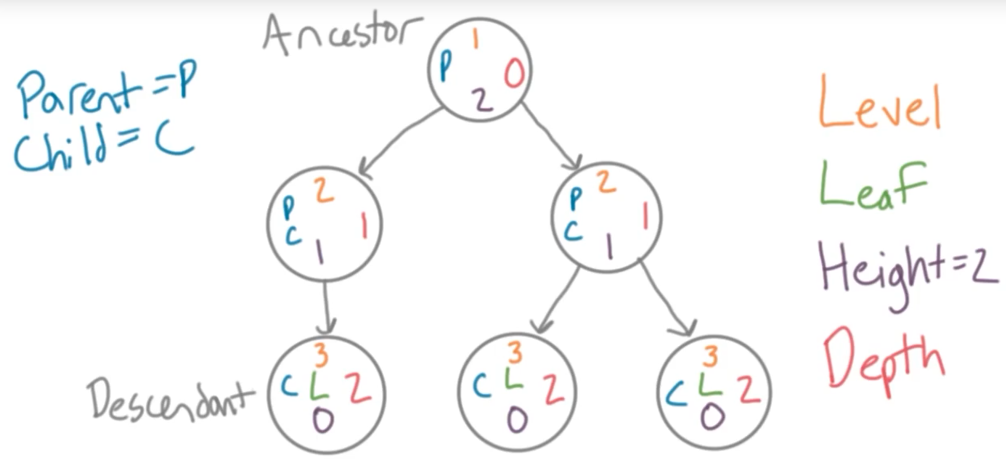 Ancestor
Parent = P
Child = C
1
P 0
2
Level
Leaf
Height=2
Depth
2
P
C 1
1
2
P
C 1
1
Descendant
3
C L 2
0
3
C L 2
0
3
C L 2
0